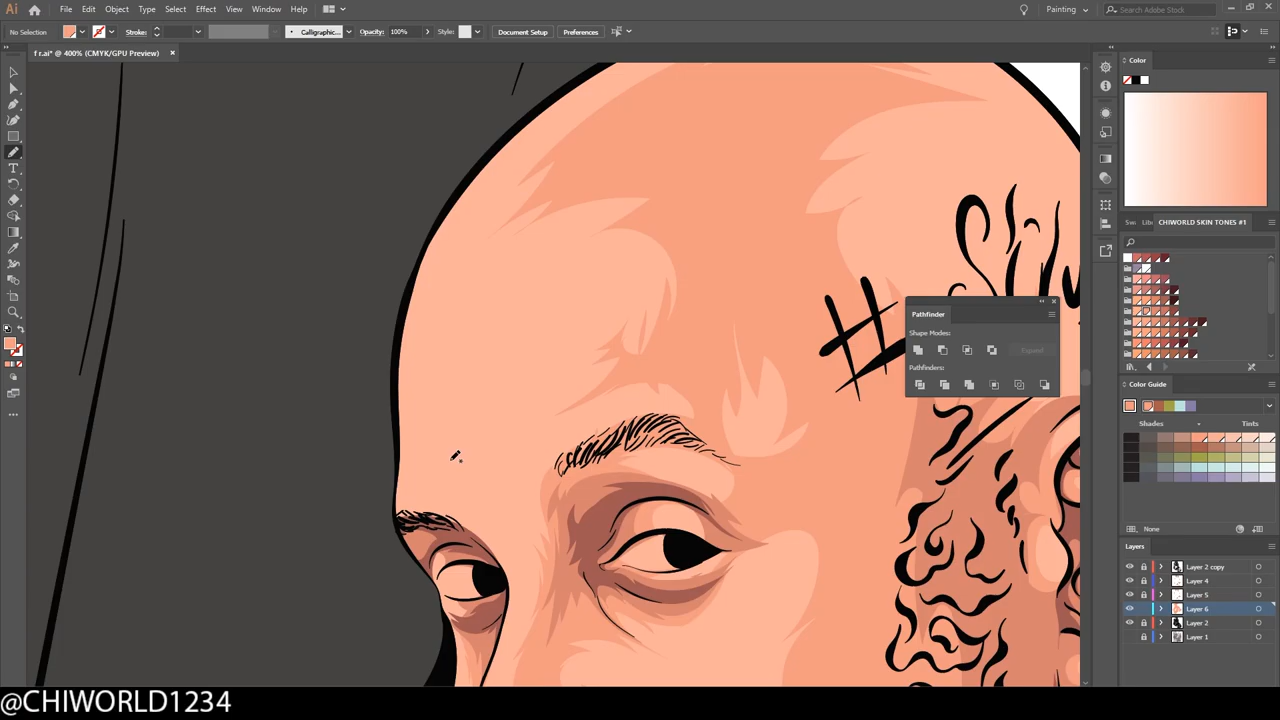 Ai File Edit Object Type Select Effect View Window Help Painting Search Adobe Stock
No Selection Stroke: Calligraphic... Opacity: 100% Style: Document Setup Preferences
f r.ai* @ 400% (CMYK/GPU Preview)
Color
CHIWORLD SKIN TONES #1
#
Pathfinder
Shape Modes:
Expand
Pathfinders:
Color Guide
Shades Tints
None
Layers
Layer 2 copy
Layer 4
Layer 5
Layer 6
Layer 2
Layer 1
@CHIWORLD1234